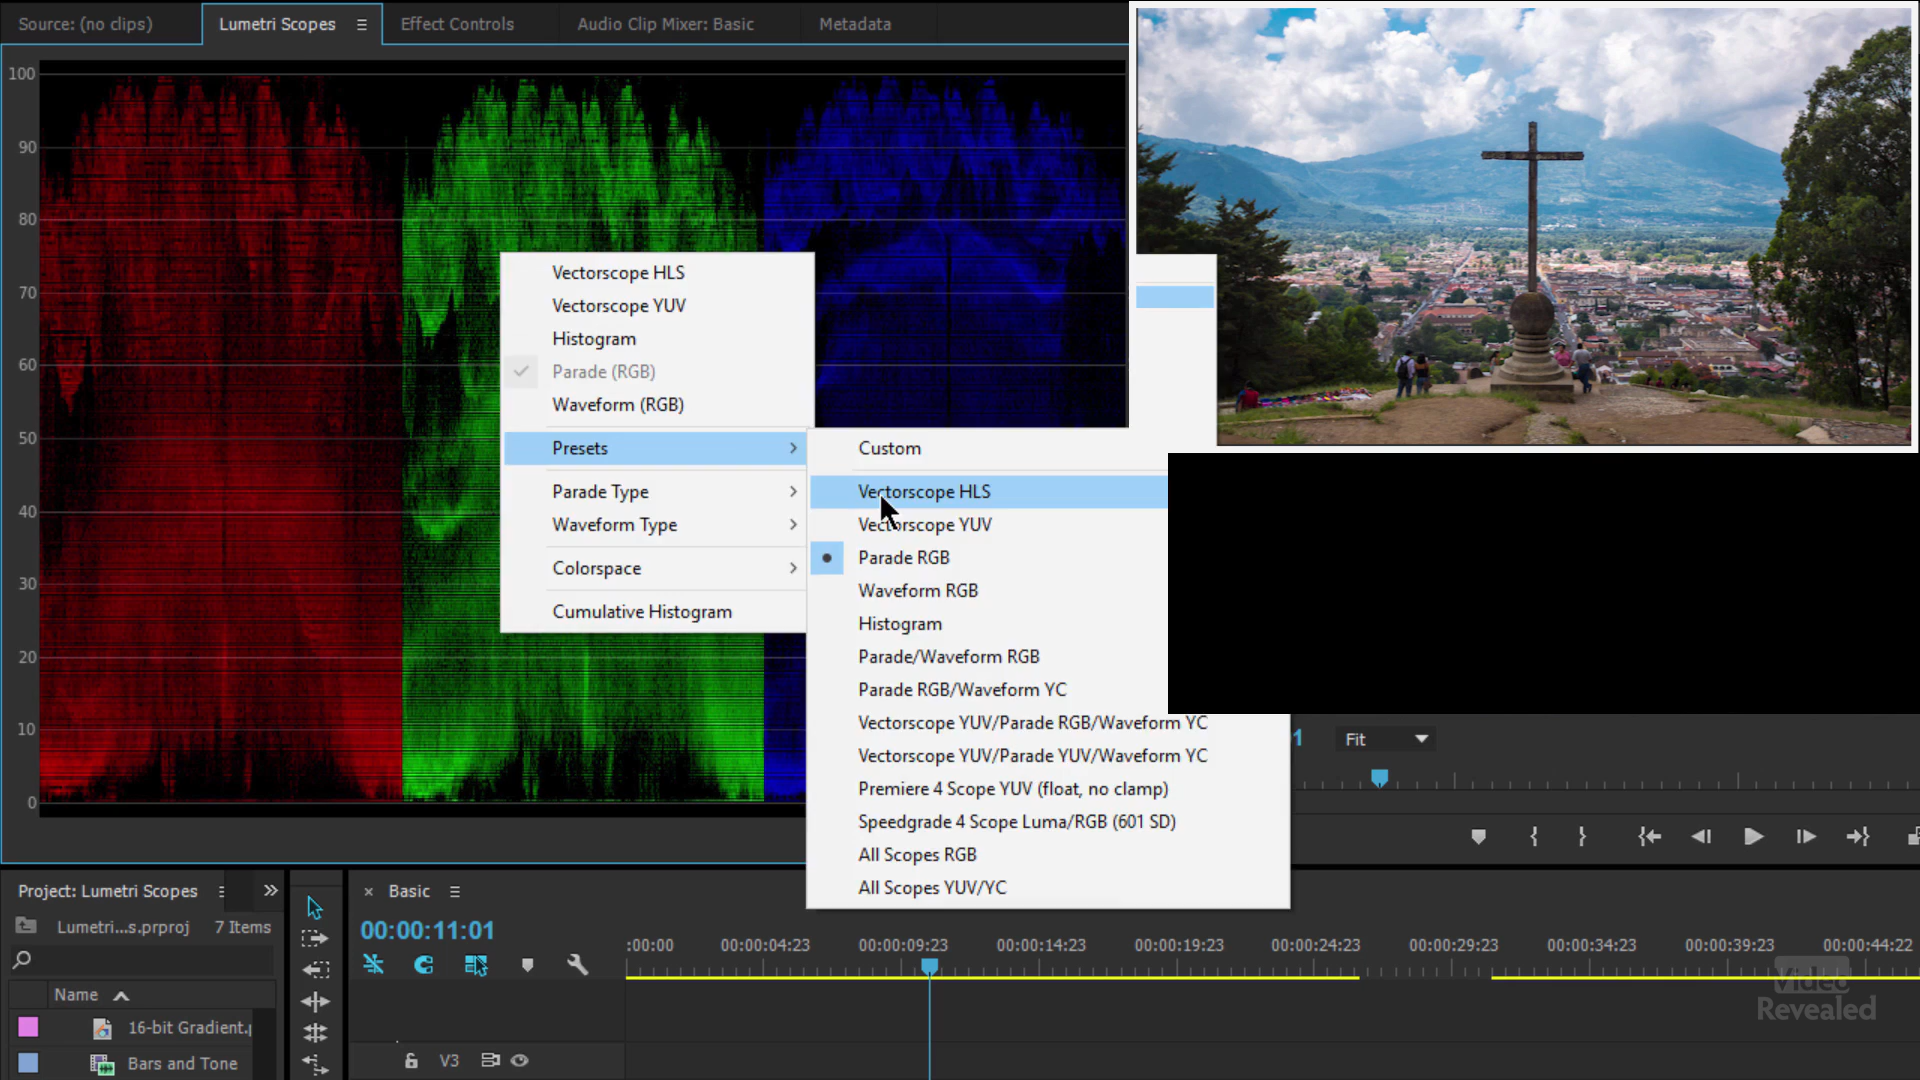 Source: (no clips)
Lumetri Scopes
Effect Controls
Audio Clip Mixer: Basic
Metadata
100
90
80
70
60
50
40
30
20
10
0
Vectorscope HLS
Vectorscope YUV
Histogram
Parade (RGB)
Waveform (RGB)
Presets
Parade Type
Waveform Type
Colorspace
Cumulative Histogram
Custom
Vectorscope HLS
Vectorscope YUV
Parade RGB
Waveform RGB
Histogram
Parade/Waveform RGB
Parade RGB/Waveform YC
Vectorscope YUV/Parade RGB/Waveform YC
Vectorscope YUV/Parade YUV/Waveform YC
Premiere 4 Scope YUV (float, no clamp)
Speedgrade 4 Scope Luma/RGB (601 SD)
All Scopes RGB
All Scopes YUV/YC
1
Fit
Project: Lumetri Scopes
Lumetri...s.prproj
7 Items
Name
16-bit Gradient.p
Bars and Tone
× Basic
00:00:11:01
:00:00
00:00:04:23
00:00:09:23
00:00:14:23
00:00:19:23
00:00:24:23
00:00:29:23
00:00:34:23
00:00:39:23
00:00:44:22
V3
Video
Revealed